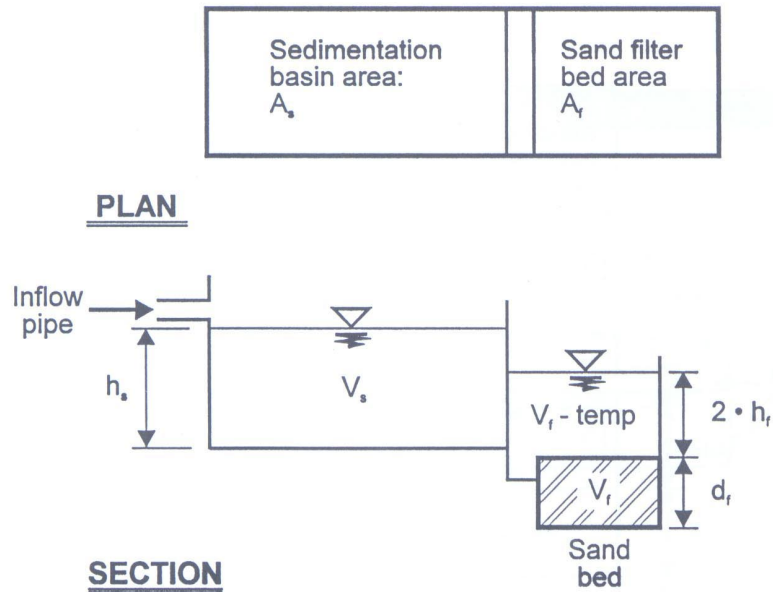 Sedimentation
basin area:
Aₛ
Sand filter
bed area
A_f
PLAN
Inflow
pipe
hₛ
Vₛ
V_f - temp
2 • h_f
V_f
d_f
Sand
bed
SECTION